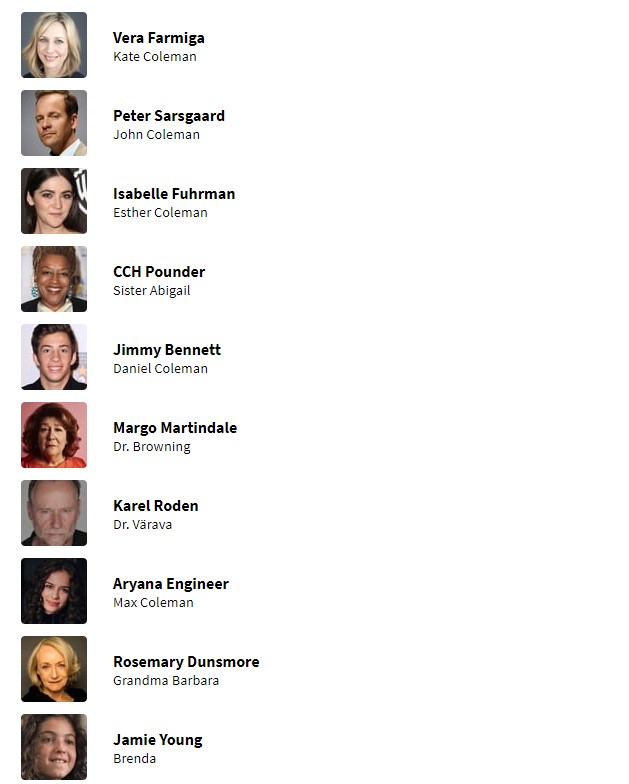 Vera Farmiga
Kate Coleman
Peter Sarsgaard
John Coleman
Isabelle Fuhrman
Esther Coleman
CCH Pounder
Sister Abigail
Jimmy Bennett
Daniel Coleman
Margo Martindale
Dr. Browning
Karel Roden
Dr. Värava
Aryana Engineer
Max Coleman
Rosemary Dunsmore
Grandma Barbara
Jamie Young
Brenda